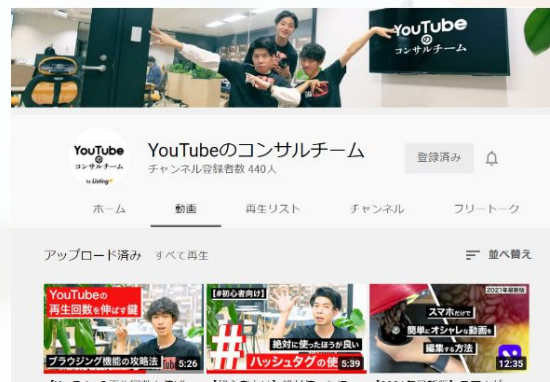 YouTube
の
コンサルチーム
YouTube
の
コンサルチーム
by Listing+
YouTubeのコンサルチーム
チャンネル登録者数 440人
登録済み
ホーム 動画 再生リスト チャンネル フリートーク
アップロード済み すべて再生
並べ替え
YouTubeの
再生回数を伸ばす鍵
ブラウジング機能の攻略法
5:26
【#初心者向け】
#
絶対に使ったほうが良い
ハッシュタグの使
5:39
2021年最新版
スマホだけで
簡単にオシャレな動画を
編集する方法
12:35